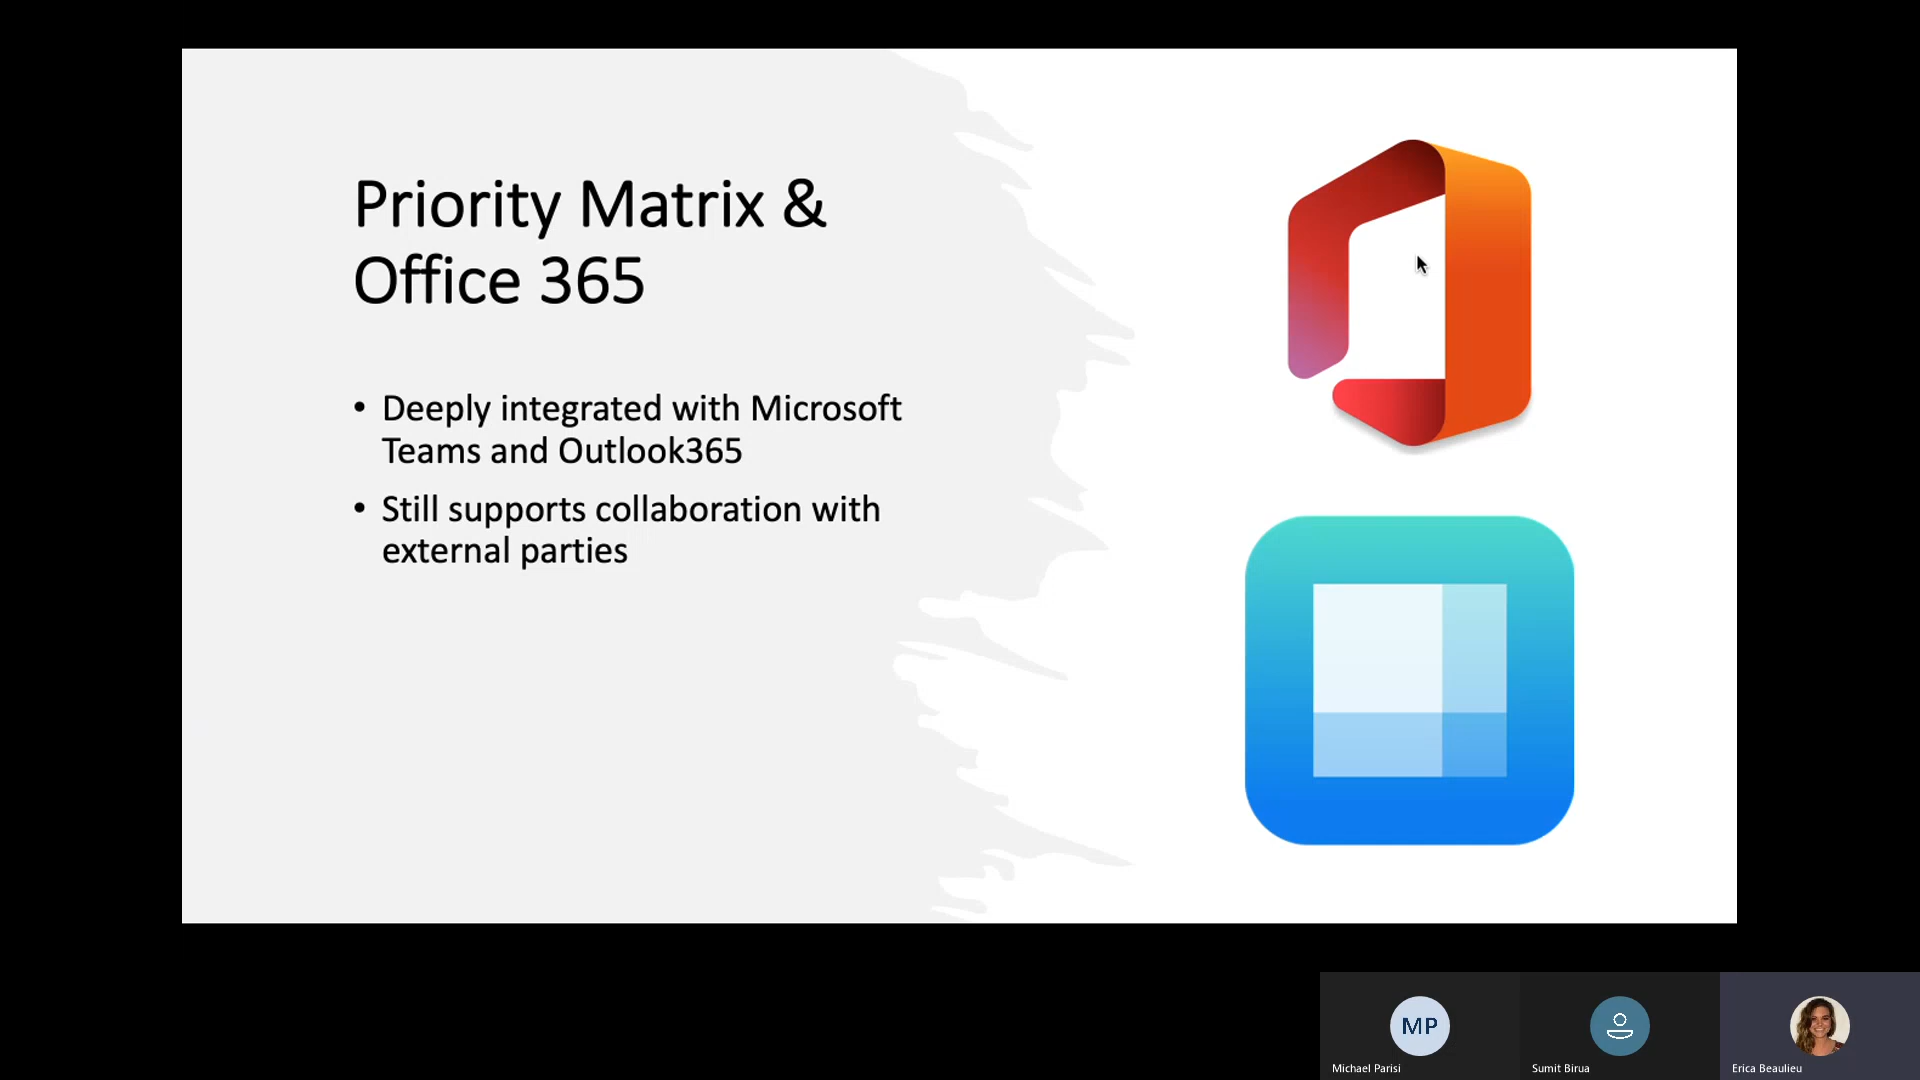 Priority Matrix &
Office 365
• Deeply integrated with Microsoft
Teams and Outlook365
• Still supports collaboration with
external parties
MP
Michael Parisi
Sumit Birua
Erica Beaulieu